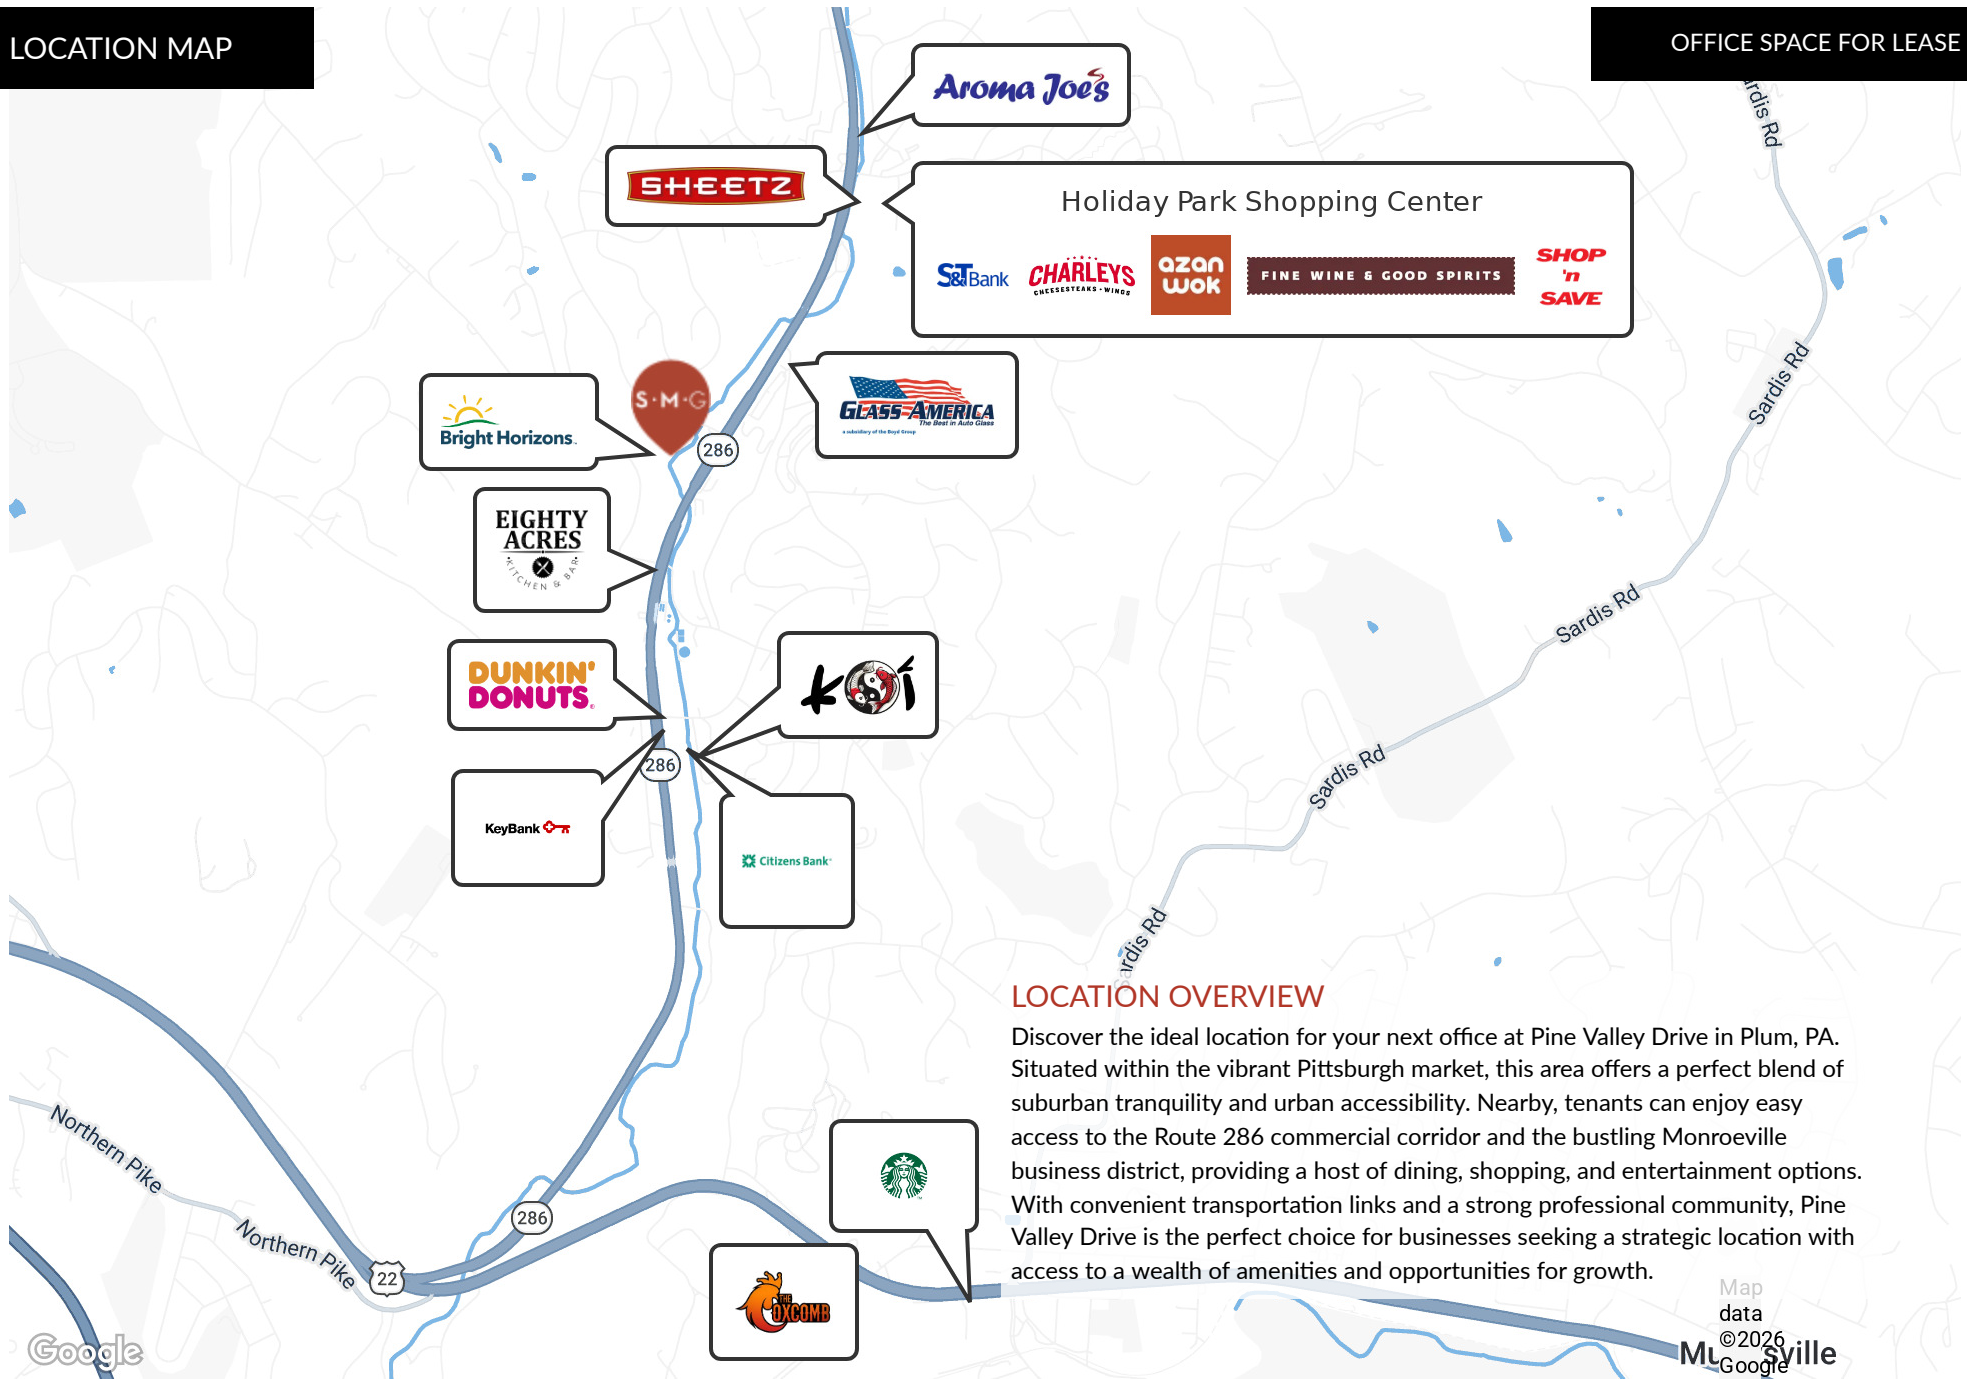 LOCATION MAP
OFFICE SPACE FOR LEASE
Aroma Joe's
ardis Rd
SHEETZ
Holiday Park Shopping Center
S&T Bank
CHARLEYS
CHEESESTEAKS • WINGS
azan
wok
FINE WINE & GOOD SPIRITS
SHOP
'n
SAVE
Sardis Rd
GLASS AMERICA
The Best in Auto Glass
a subsidiary of the Boyd Group
S·M·G
Bright Horizons
286
EIGHTY
ACRES
KITCHEN & BAR
Sardis Rd
DUNKIN'
DONUTS
KOI
286
Sardis Rd
KeyBank
Citizens Bank
Sardis Rd
LOCATION OVERVIEW
Discover the ideal location for your next office at Pine Valley Drive in Plum, PA.
Situated within the vibrant Pittsburgh market, this area offers a perfect blend of
suburban tranquility and urban accessibility. Nearby, tenants can enjoy easy
access to the Route 286 commercial corridor and the bustling Monroeville
business district, providing a host of dining, shopping, and entertainment options.
With convenient transportation links and a strong professional community, Pine
Valley Drive is the perfect choice for businesses seeking a strategic location with
access to a wealth of amenities and opportunities for growth.
Northern Pike
286
Northern Pike
22
THE
COXCOMB
Google
Map
data
©2026
Google